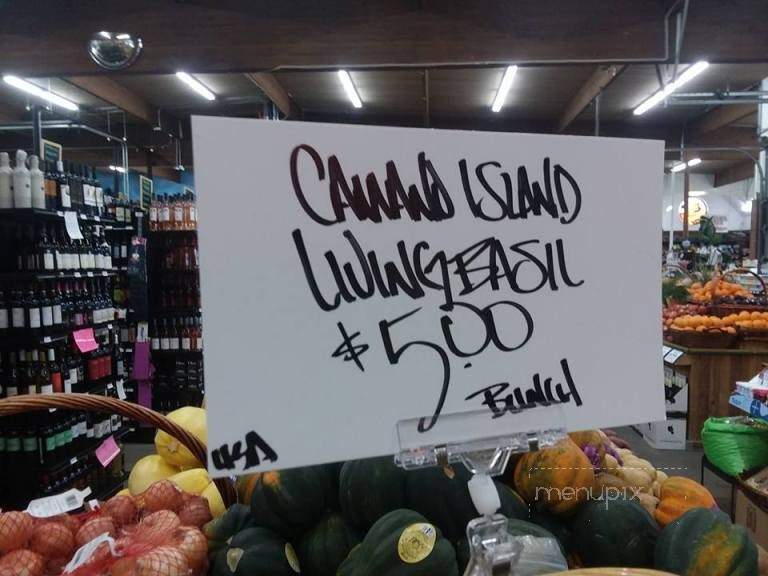 CAMANO ISLAND
LIVING BASIL
$5.00
BUNCH
USA
menupix